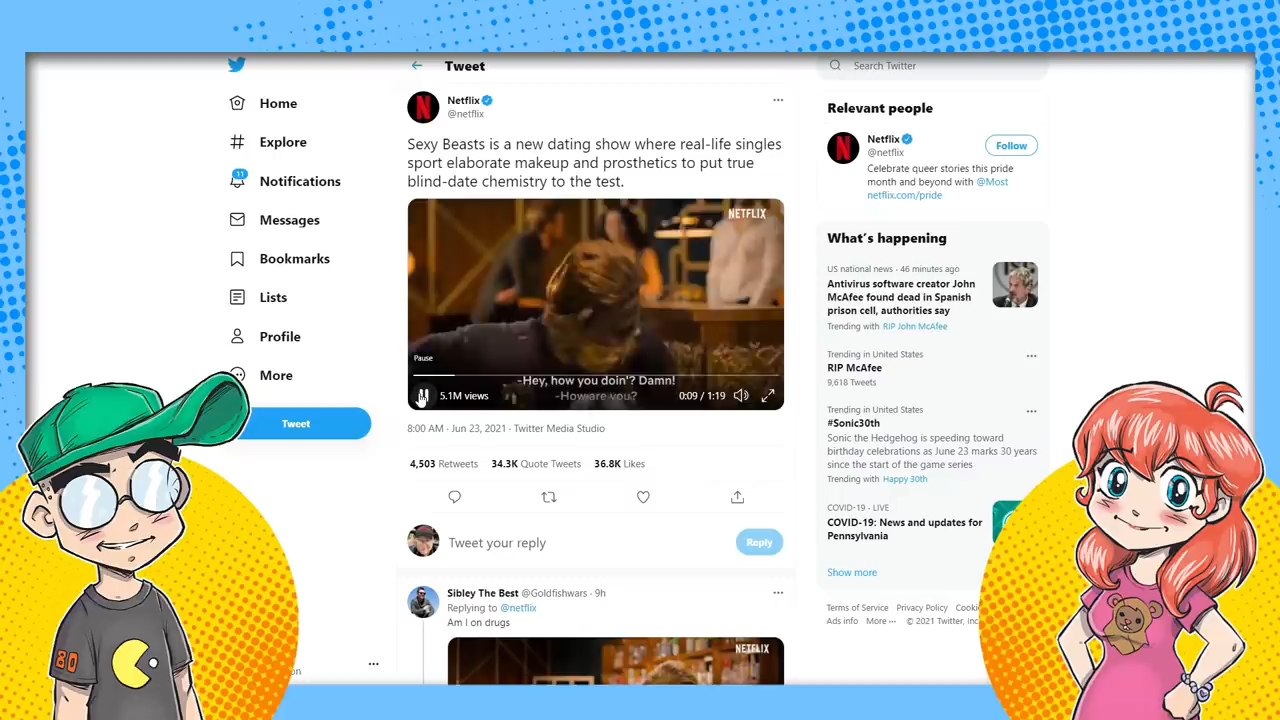 Tweet
Search Twitter
Home
Explore
11
Notifications
Messages
Bookmarks
Lists
Profile
More
Tweet
Netflix
@netflix
Sexy Beasts is a new dating show where real-life singles
sport elaborate makeup and prosthetics to put true
blind-date chemistry to the test.
NETFLIX
Pause
-Hey, how you doin'? Damn!
-How are you?
5.1M views
0:09 / 1:19
8:00 AM · Jun 23, 2021 · Twitter Media Studio
4,503 Retweets 34.3K Quote Tweets 36.8K Likes
Tweet your reply
Reply
Sibley The Best @Goldfishwars · 9h
Replying to @netflix
Am I on drugs
NETFLIX
Relevant people
Netflix
@netflix
Follow
Celebrate queer stories this pride
month and beyond with @Most
netflix.com/pride
What's happening
US national news · 46 minutes ago
Antivirus software creator John
McAfee found dead in Spanish
prison cell, authorities say
Trending with RIP John McAfee
Trending in United States
RIP McAfee
9,618 Tweets
Trending in United States
#Sonic30th
Sonic the Hedgehog is speeding toward
birthday celebrations as June 23 marks 30 years
since the start of the game series
Trending with Happy 30th
COVID-19 · LIVE
COVID-19: News and updates for
Pennsylvania
Show more
Terms of Service Privacy Policy Cooki
Ads info More ··· © 2021 Twitter, Inc.
80
on